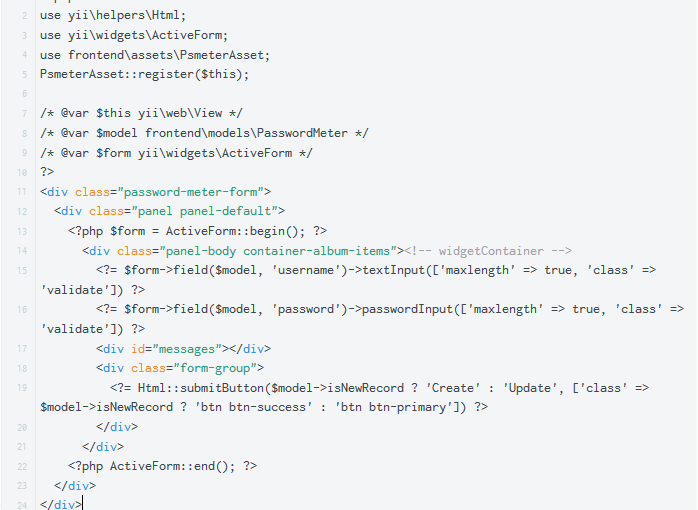 2 use yii\helpers\Html;
3 use yii\widgets\ActiveForm;
4 use frontend\assets\PsmeterAsset;
5 PsmeterAsset::register($this);
6
7 /* @var $this yii\web\View */
8 /* @var $model frontend\models\PasswordMeter */
9 /* @var $form yii\widgets\ActiveForm */
10 ?>
11 <div class="password-meter-form">
12 <div class="panel panel-default">
13 <?php $form = ActiveForm::begin(); ?>
14 <div class="panel-body container-album-items"><!-- widgetContainer -->
15 <?= $form->field($model, 'username')->textInput(['maxlength' => true, 'class' =>
'validate']) ?>
16 <?= $form->field($model, 'password')->passwordInput(['maxlength' => true, 'class' =>
'validate']) ?>
17 <div id="messages"></div>
18 <div class="form-group">
19 <?= Html::submitButton($model->isNewRecord ? 'Create' : 'Update', ['class' =>
$model->isNewRecord ? 'btn btn-success' : 'btn btn-primary']) ?>
20 </div>
21 </div>
22 <?php ActiveForm::end(); ?>
23 </div>
24 </div>